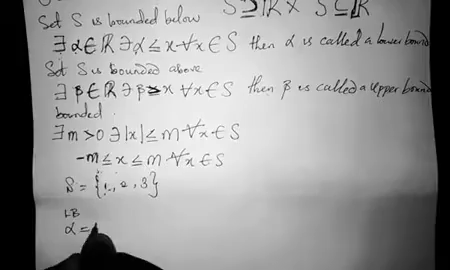 S⊇ℝ × S⊆ℝ
Set S is bounded below
∃ α∈ℝ ∋ α ≤ x ∀ x ∈ S then α is called a lower bound
Set S is bounded above
∃ β∈ℝ ∋ β ≥ x ∀ x ∈ S then β is called a upper bound
bounded
∃ m > 0 ∋ |x| ≤ m ∀ x ∈ S
-m ≤ x ≤ m ∀ x ∈ S
S = {1, 2, 3}
LB
α =